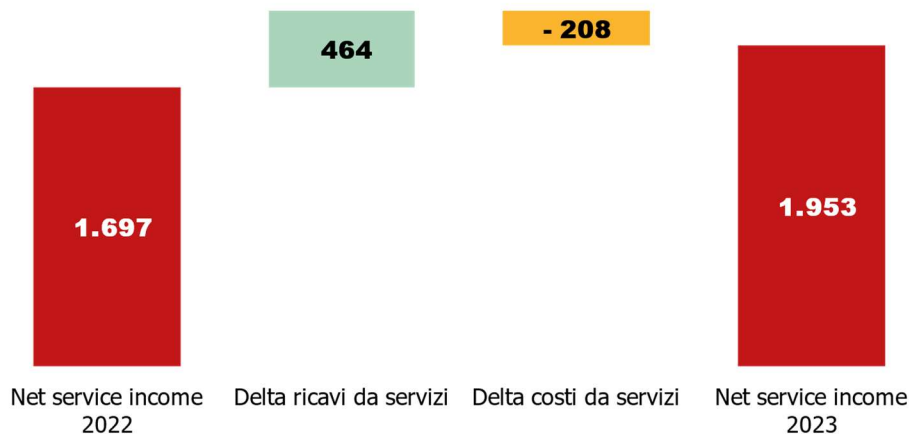 464
- 208
1.697
1.953
Net service income
2022
Delta ricavi da servizi
Delta costi da servizi
Net service income
2023